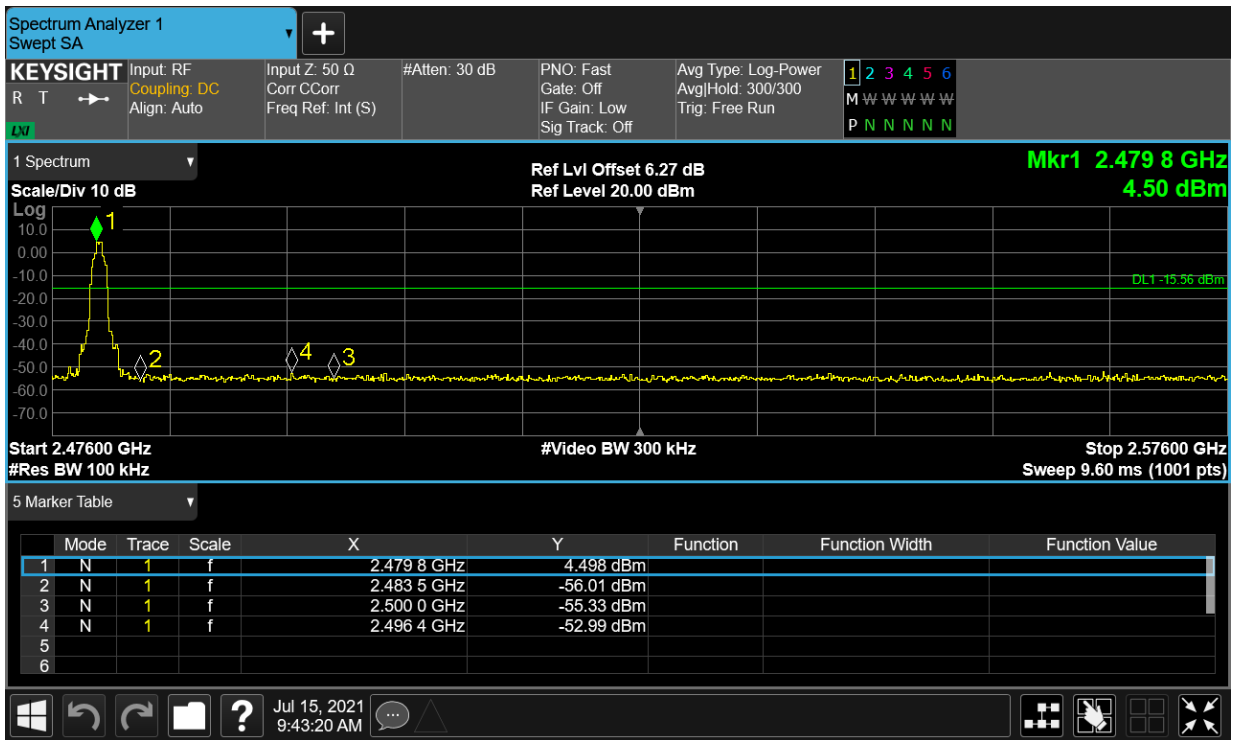 Spectrum Analyzer 1
Swept SA
+
KEYSIGHT Input: RF Input Z: 50 Ω #Atten: 30 dB PNO: Fast Avg Type: Log-Power 1 2 3 4 5 6
R T Coupling: DC Corr CCorr Gate: Off Avg|Hold: 300/300 M W W W W W
Align: Auto Freq Ref: Int (S) IF Gain: Low Trig: Free Run
LXI Sig Track: Off P N N N N N
1 Spectrum Ref Lvl Offset 6.27 dB Mkr1 2.479 8 GHz
Scale/Div 10 dB Ref Level 20.00 dBm 4.50 dBm
Log
1
10.0
0.00
-10.0
DL1 -15.56 dBm
-20.0
-30.0
-40.0
2 4 3
-50.0
-60.0
-70.0
Start 2.47600 GHz #Video BW 300 kHz Stop 2.57600 GHz
#Res BW 100 kHz Sweep 9.60 ms (1001 pts)
5 Marker Table
Mode Trace Scale X Y Function Function Width Function Value
1 N 1 f 2.479 8 GHz 4.498 dBm
2 N 1 f 2.483 5 GHz -56.01 dBm
3 N 1 f 2.500 0 GHz -55.33 dBm
4 N 1 f 2.496 4 GHz -52.99 dBm
5
6
? Jul 15, 2021
9:43:20 AM